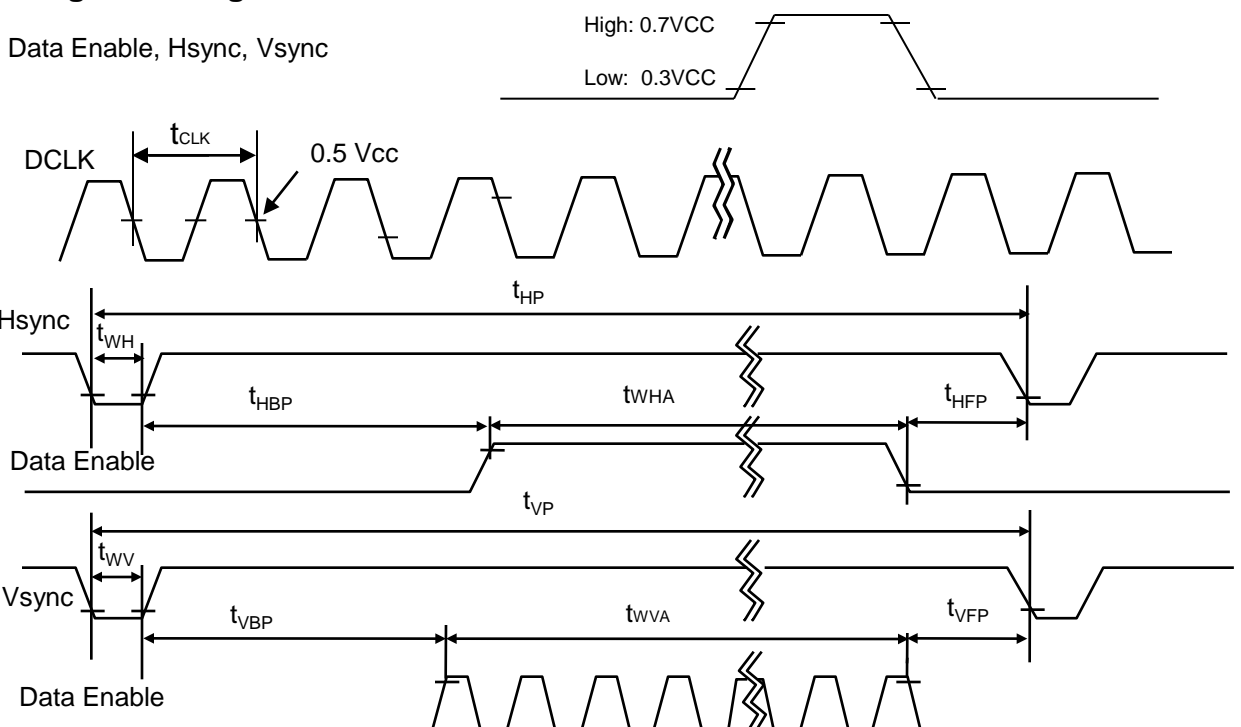 High: 0.7VCC
Data Enable, Hsync, Vsync
Low: 0.3VCC
tCLK
DCLK
0.5 Vcc
tHP
Hsync
tWH
tHBP
tWHA
tHFP
Data Enable
tVP
tWV
Vsync
tVBP
tWVA
tVFP
Data Enable